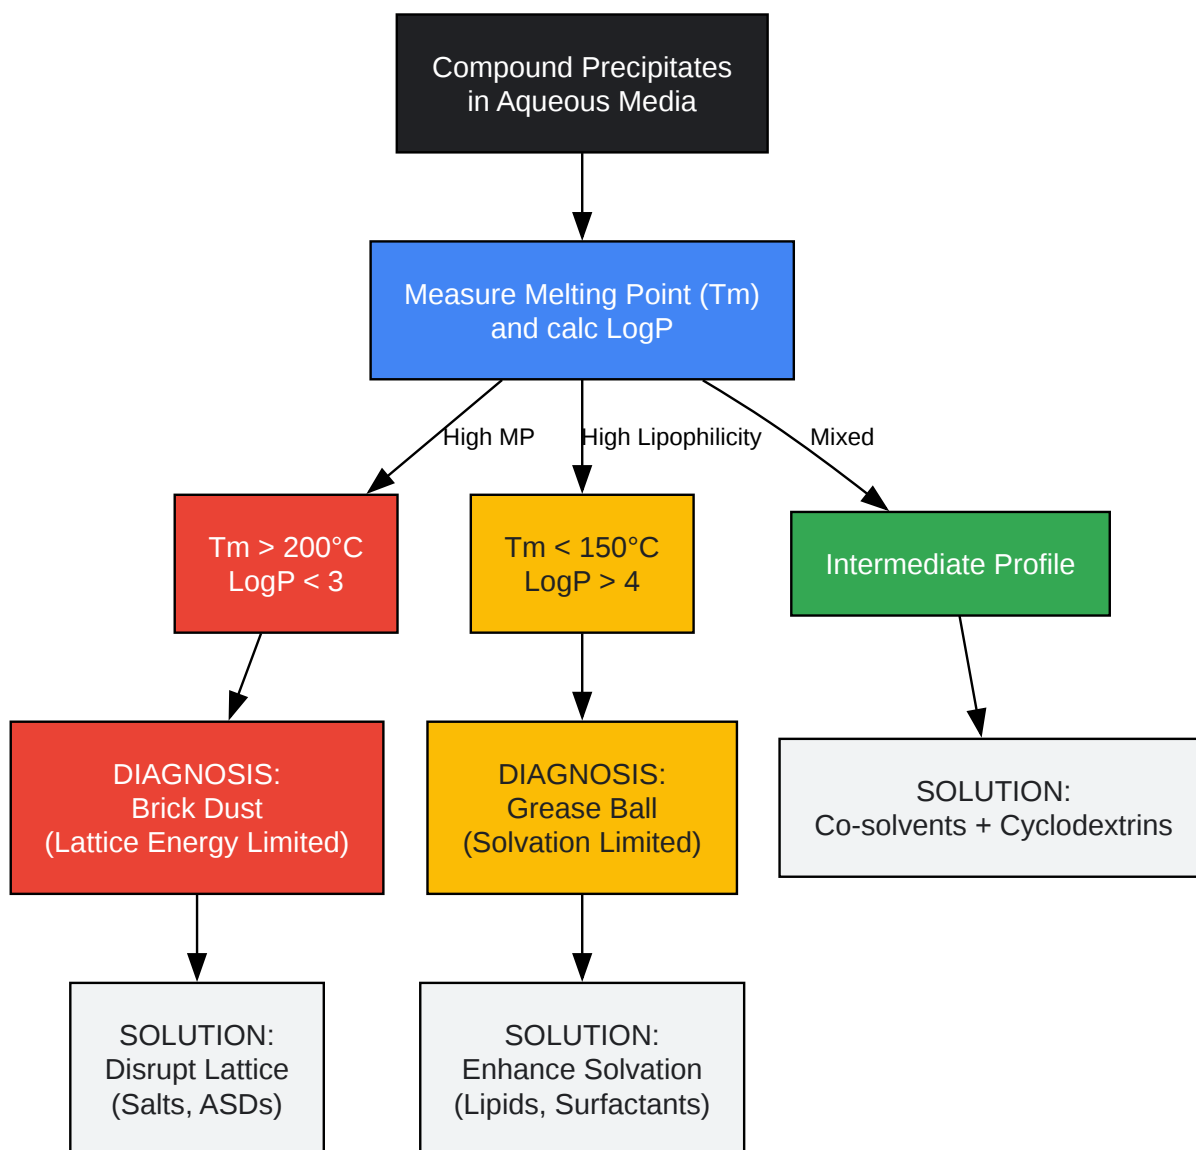 Compound Precipitates
in Aqueous Media
Measure Melting Point (Tm)
and calc LogP
High MP
High Lipophilicity
Mixed
Tm > 200°C
LogP < 3
Tm < 150°C
LogP > 4
Intermediate Profile
DIAGNOSIS:
Brick Dust
(Lattice Energy Limited)
DIAGNOSIS:
Grease Ball
(Solvation Limited)
SOLUTION:
Co-solvents + Cyclodextrins
SOLUTION:
Disrupt Lattice
(Salts, ASDs)
SOLUTION:
Enhance Solvation
(Lipids, Surfactants)